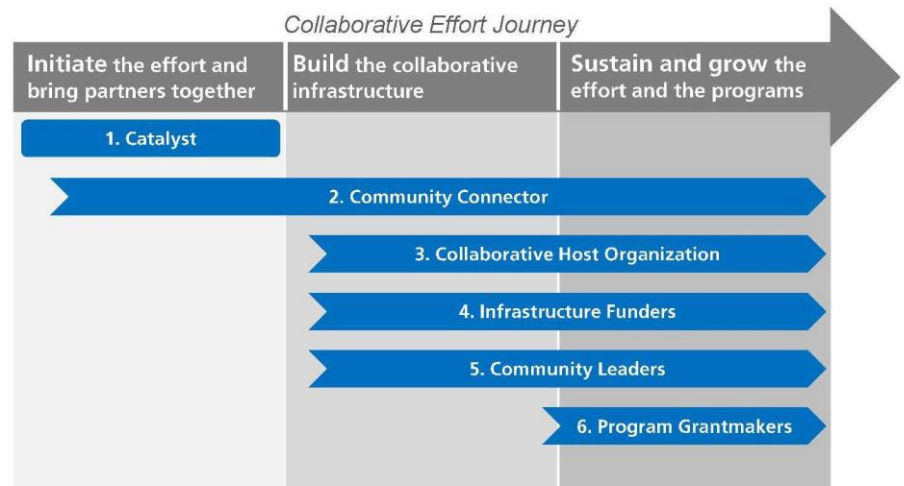 Collaborative Effort Journey
Initiate the effort and
bring partners together
Build the collaborative
infrastructure
Sustain and grow the
effort and the programs
1. Catalyst
2. Community Connector
3. Collaborative Host Organization
4. Infrastructure Funders
5. Community Leaders
6. Program Grantmakers